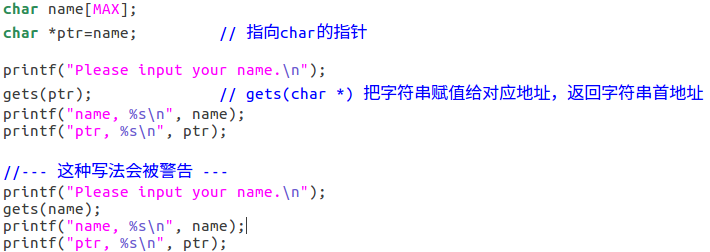 char name[MAX];
char *ptr=name;          // 指向char的指针
printf("Please input your name.\n");
gets(ptr);               // gets(char *) 把字符串赋值给对应地址，返回字符串首地址
printf("name, %s\n", name);
printf("ptr, %s\n", ptr);
//--- 这种写法会被警告 ---
printf("Please input your name.\n");
gets(name);
printf("name, %s\n", name);
printf("ptr, %s\n", ptr);